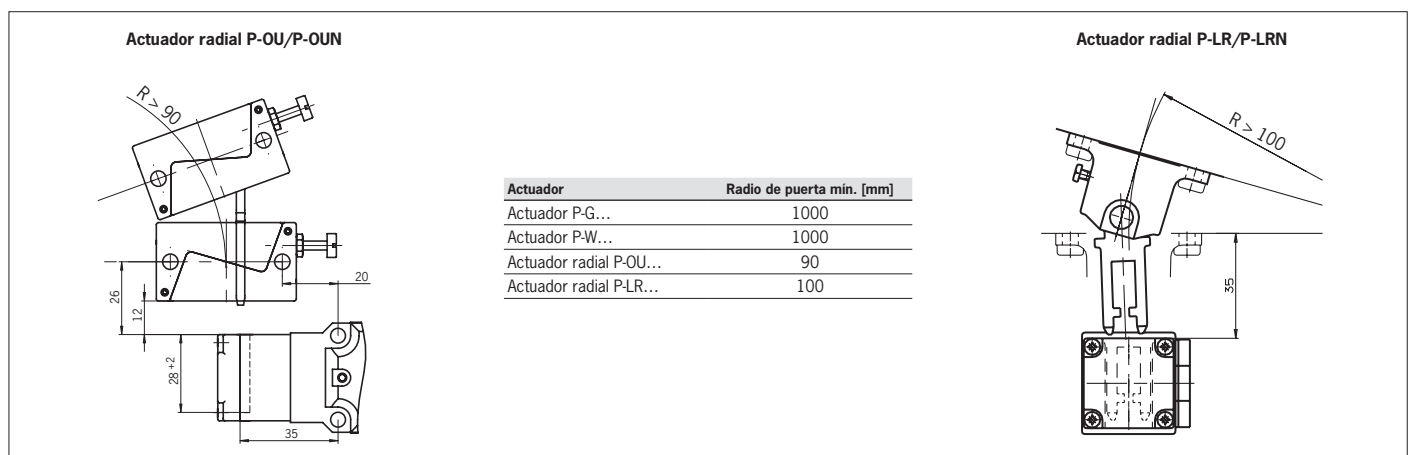 Actuador radial P-OU/P-OUN
R > 90
20
26
12
28 +2
35
Actuador Radio de puerta mín. [mm]
Actuador P-G… 1000
Actuador P-W… 1000
Actuador radial P-OU… 90
Actuador radial P-LR… 100
Actuador radial P-LR/P-LRN
R > 100
35